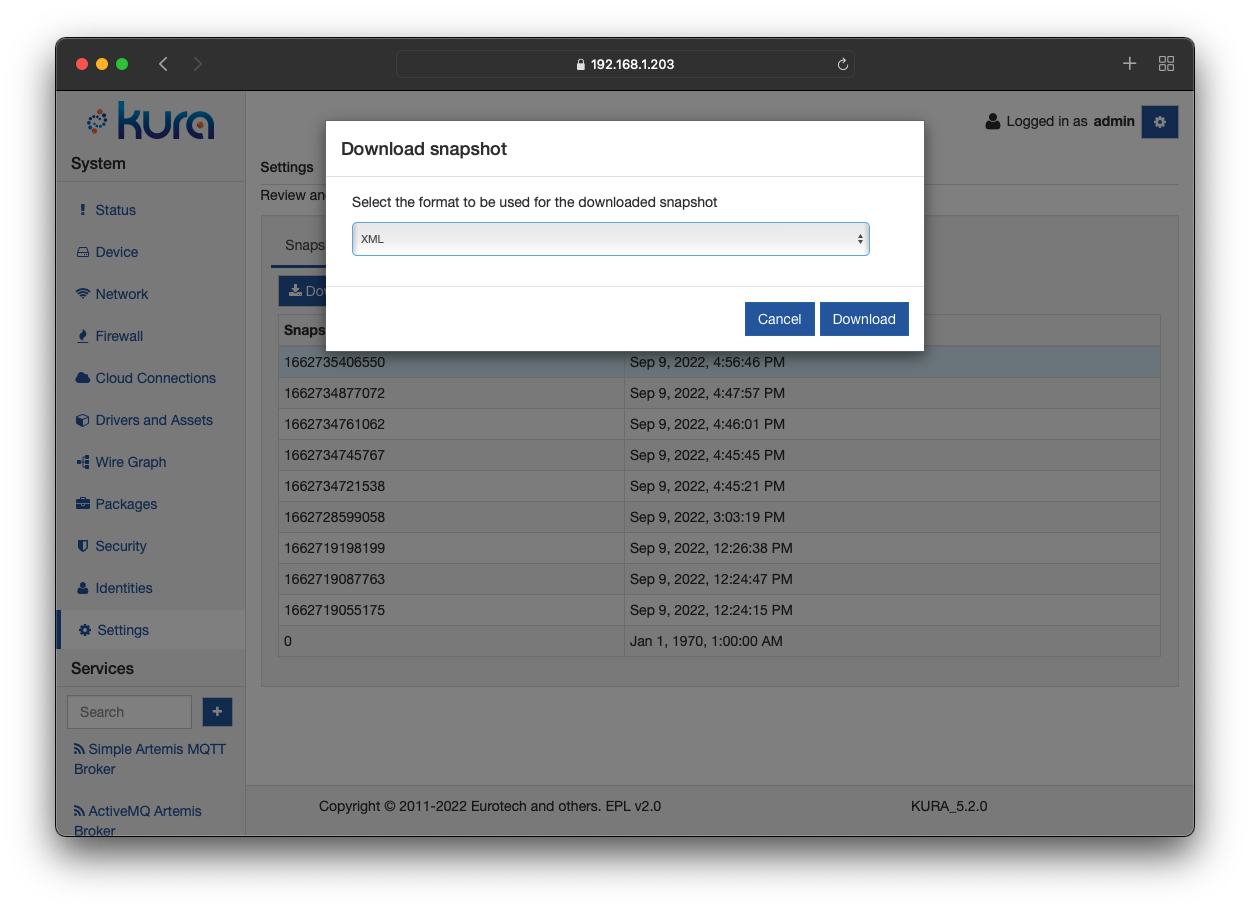 192.168.1.203
kura
Logged in as admin
System
Status
Device
Network
Firewall
Cloud Connections
Drivers and Assets
Wire Graph
Packages
Security
Identities
Settings
Services
Search
Simple Artemis MQTT
Broker
ActiveMQ Artemis
Broker
Settings
Review an
Snaps
Dow
Download snapshot
Select the format to be used for the downloaded snapshot
XML
Cancel Download
Snaps
1662735406550 Sep 9, 2022, 4:56:46 PM
1662734877072 Sep 9, 2022, 4:47:57 PM
1662734761062 Sep 9, 2022, 4:46:01 PM
1662734745767 Sep 9, 2022, 4:45:45 PM
1662734721538 Sep 9, 2022, 4:45:21 PM
1662728599058 Sep 9, 2022, 3:03:19 PM
1662719198199 Sep 9, 2022, 12:26:38 PM
1662719087763 Sep 9, 2022, 12:24:47 PM
1662719055175 Sep 9, 2022, 12:24:15 PM
0 Jan 1, 1970, 1:00:00 AM
Copyright © 2011-2022 Eurotech and others. EPL v2.0
KURA_5.2.0